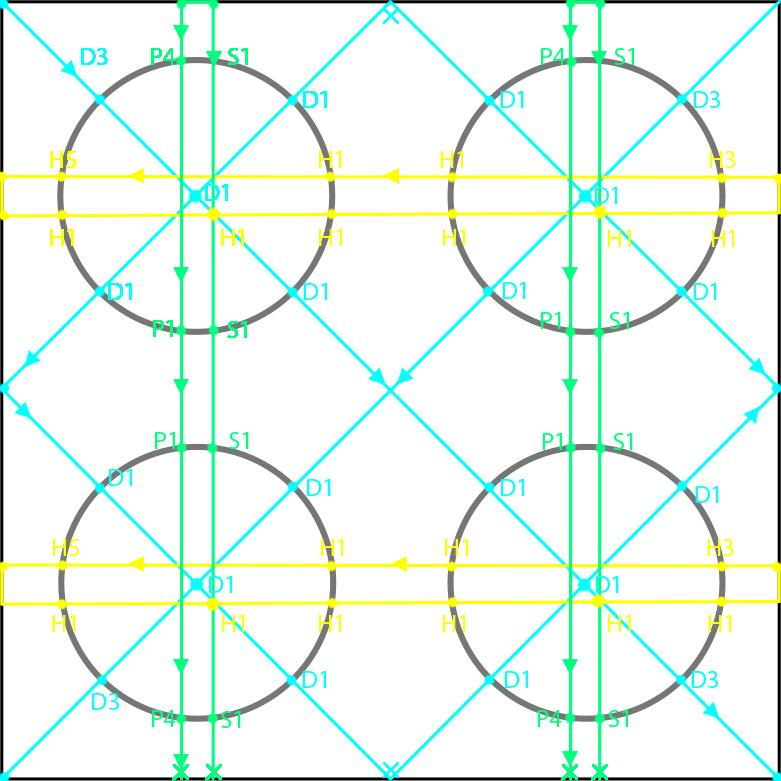 D3 P4 S1 P4 S1
D1 D1 D3
H5 H1 H1 H3
D1 D1
H1 H1 H1 H1 H1 H1
D1 D1 D1 D1
P1 S1 P1 S1
P1 S1 P1 S1
D1 D1 D1 D1
H5 H1 H1 H3
D1 D1
H1 H1 H1 H1 H1 H1
D3 D1 D1 D3
P4 S1 P4 S1